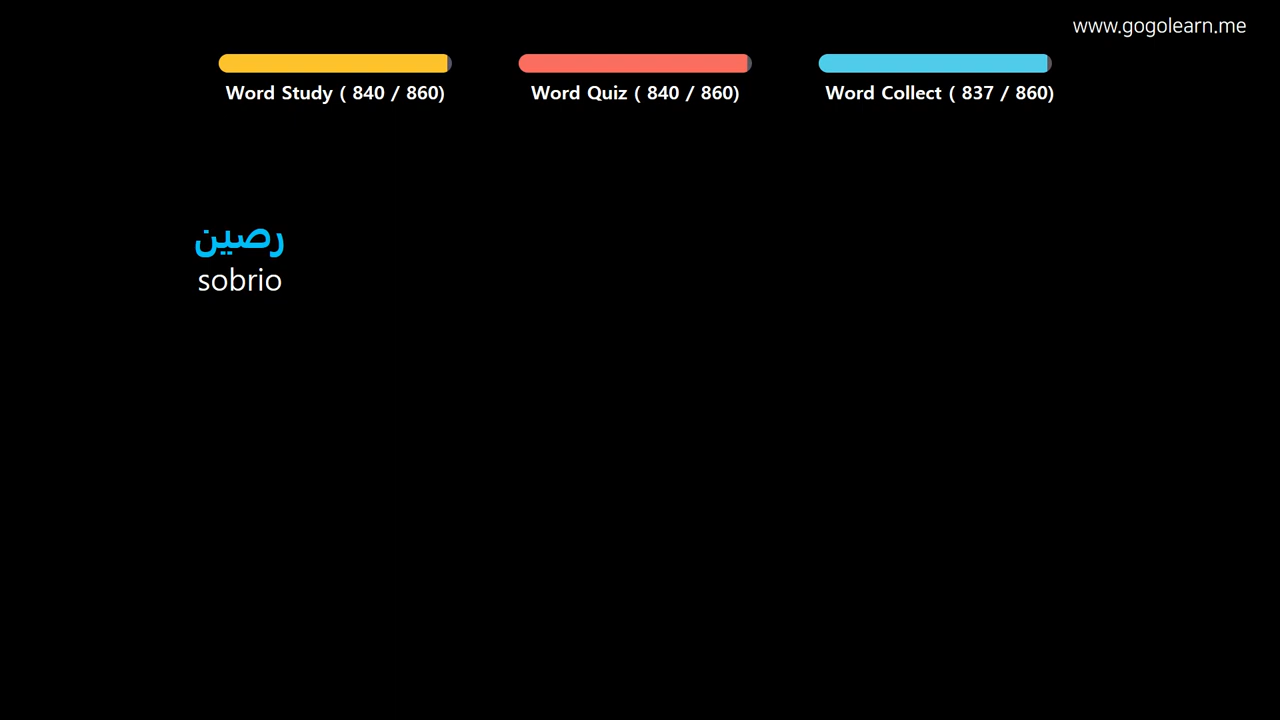 www.gogolearn.me
Word Study ( 840 / 860)
Word Quiz ( 840 / 860)
Word Collect ( 837 / 860)
رصين
sobrio